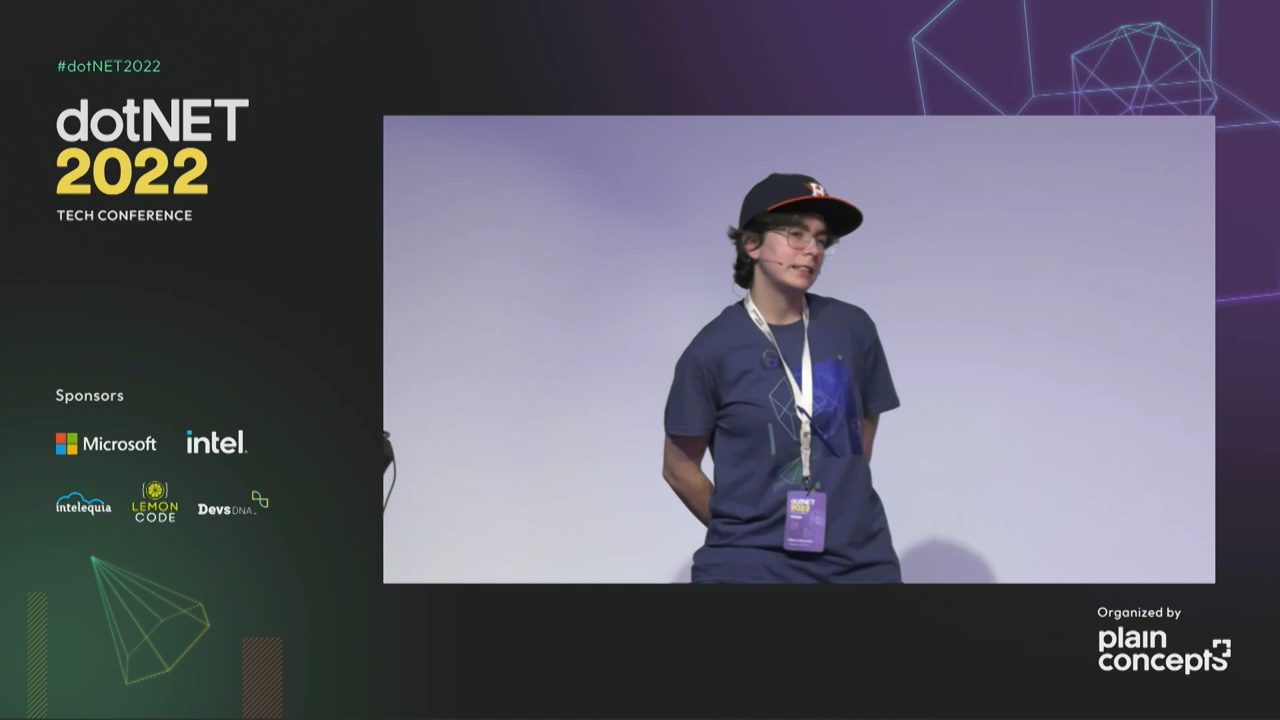 #dotNET2022
dotNET
2022
TECH CONFERENCE
Sponsors
Microsoft
intel.
intelequia
LEMON
CODE
DevsDNA.
Organized by
plain
concepts